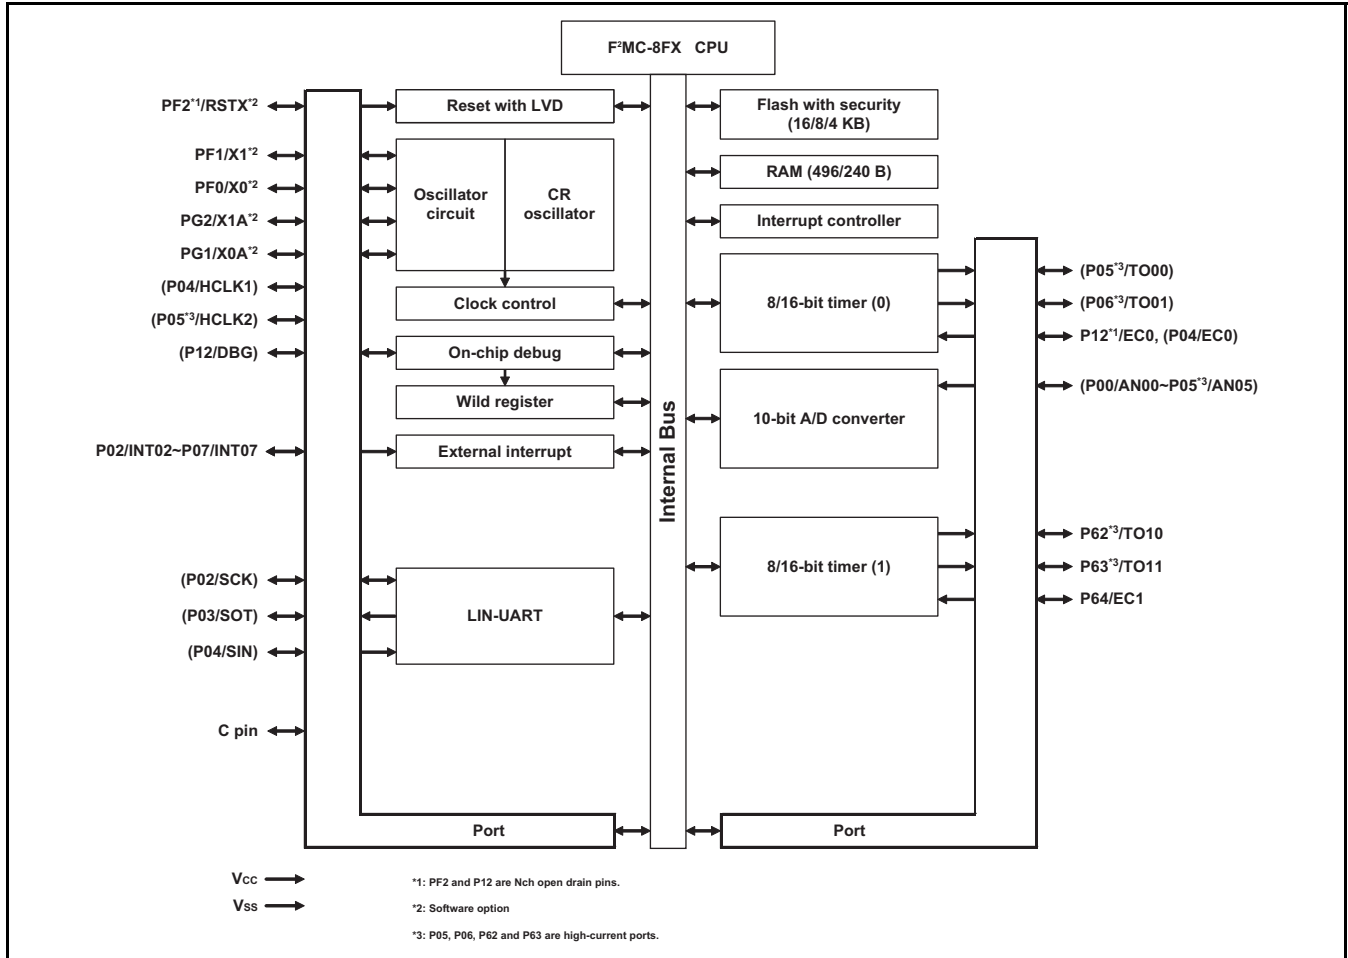 F²MC-8FX CPU
PF2*1/RSTX*2
PF1/X1*2
PF0/X0*2
PG2/X1A*2
PG1/X0A*2
(P04/HCLK1)
(P05*3/HCLK2)
(P12/DBG)
P02/INT02~P07/INT07
(P02/SCK)
(P03/SOT)
(P04/SIN)
C pin
Reset with LVD
Oscillator
circuit
CR
oscillator
Clock control
On-chip debug
Wild register
External interrupt
LIN-UART
Port
Internal Bus
Flash with security
(16/8/4 KB)
RAM (496/240 B)
Interrupt controller
8/16-bit timer (0)
10-bit A/D converter
8/16-bit timer (1)
Port
(P05*3/TO00)
(P06*3/TO01)
P12*1/EC0, (P04/EC0)
(P00/AN00~P05*3/AN05)
P62*3/TO10
P63*3/TO11
P64/EC1
Vcc
Vss
*1: PF2 and P12 are Nch open drain pins.
*2: Software option
*3: P05, P06, P62 and P63 are high-current ports.